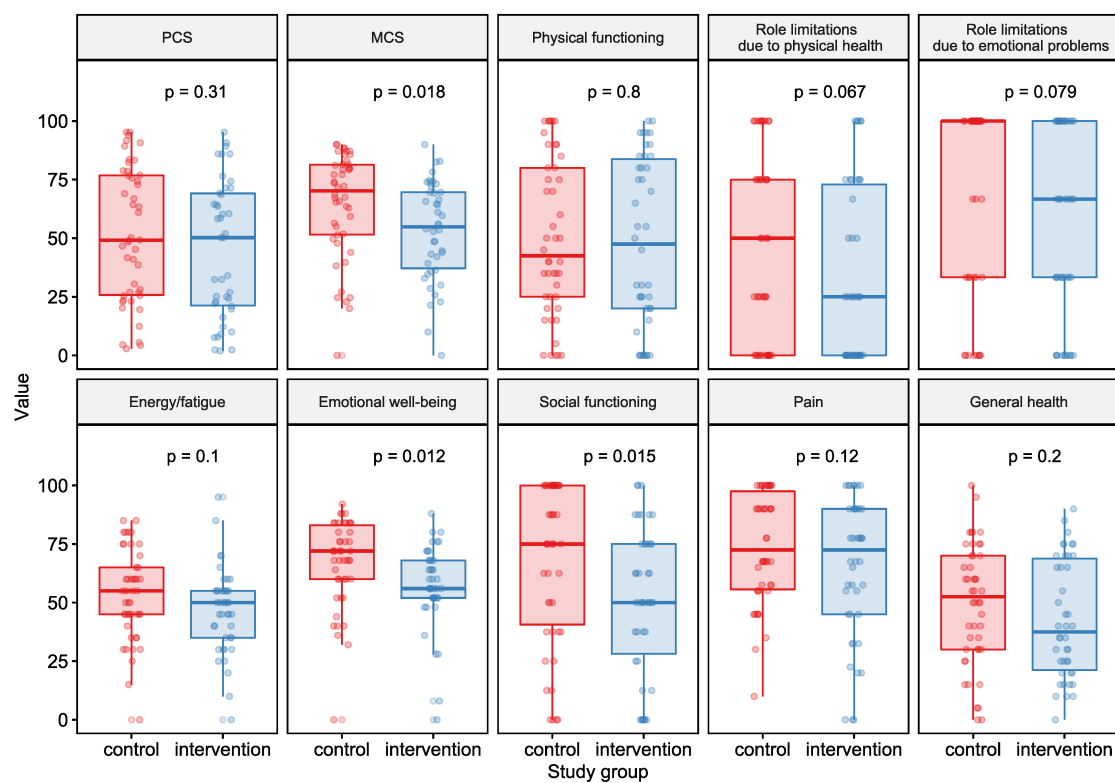 PCS
MCS
Physical functioning
Role limitations
due to physical health
Role limitations
due to emotional problems
p = 0.31
p = 0.018
p = 0.8
p = 0.067
p = 0.079
100
75
50
25
0
Value
Energy/fatigue
Emotional well-being
Social functioning
Pain
General health
p = 0.1
p = 0.012
p = 0.015
p = 0.12
p = 0.2
100
75
50
25
0
control
intervention
control
intervention
control
intervention
control
intervention
control
intervention
Study group